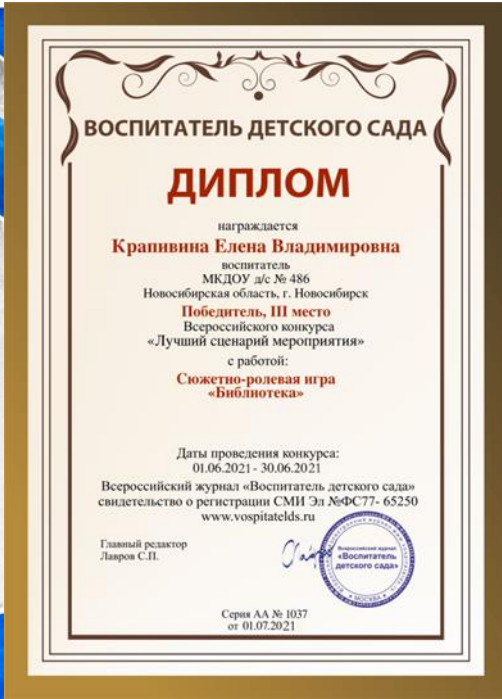 ВОСПИТАТЕЛЬ ДЕТСКОГО САДА
ДИПЛОМ
награждается
Крапивина Елена Владимировна
воспитатель
МКДОУ д/с № 486
Новосибирская область, г. Новосибирск
Победитель, III место
Всероссийского конкурса
«Лучший сценарий мероприятия»
с работой:
Сюжетно-ролевая игра
«Библиотека»
Даты проведения конкурса:
01.06.2021 - 30.06.2021
Всероссийский журнал «Воспитатель детского сада»
свидетельство о регистрации СМИ Эл №ФС77- 65250
www.vospitatelds.ru
Главный редактор
Лавров С.П.
Всероссийский журнал
«Воспитатель
детского сада»
МОСКВА
Серия АА № 1037
от 01.07.2021